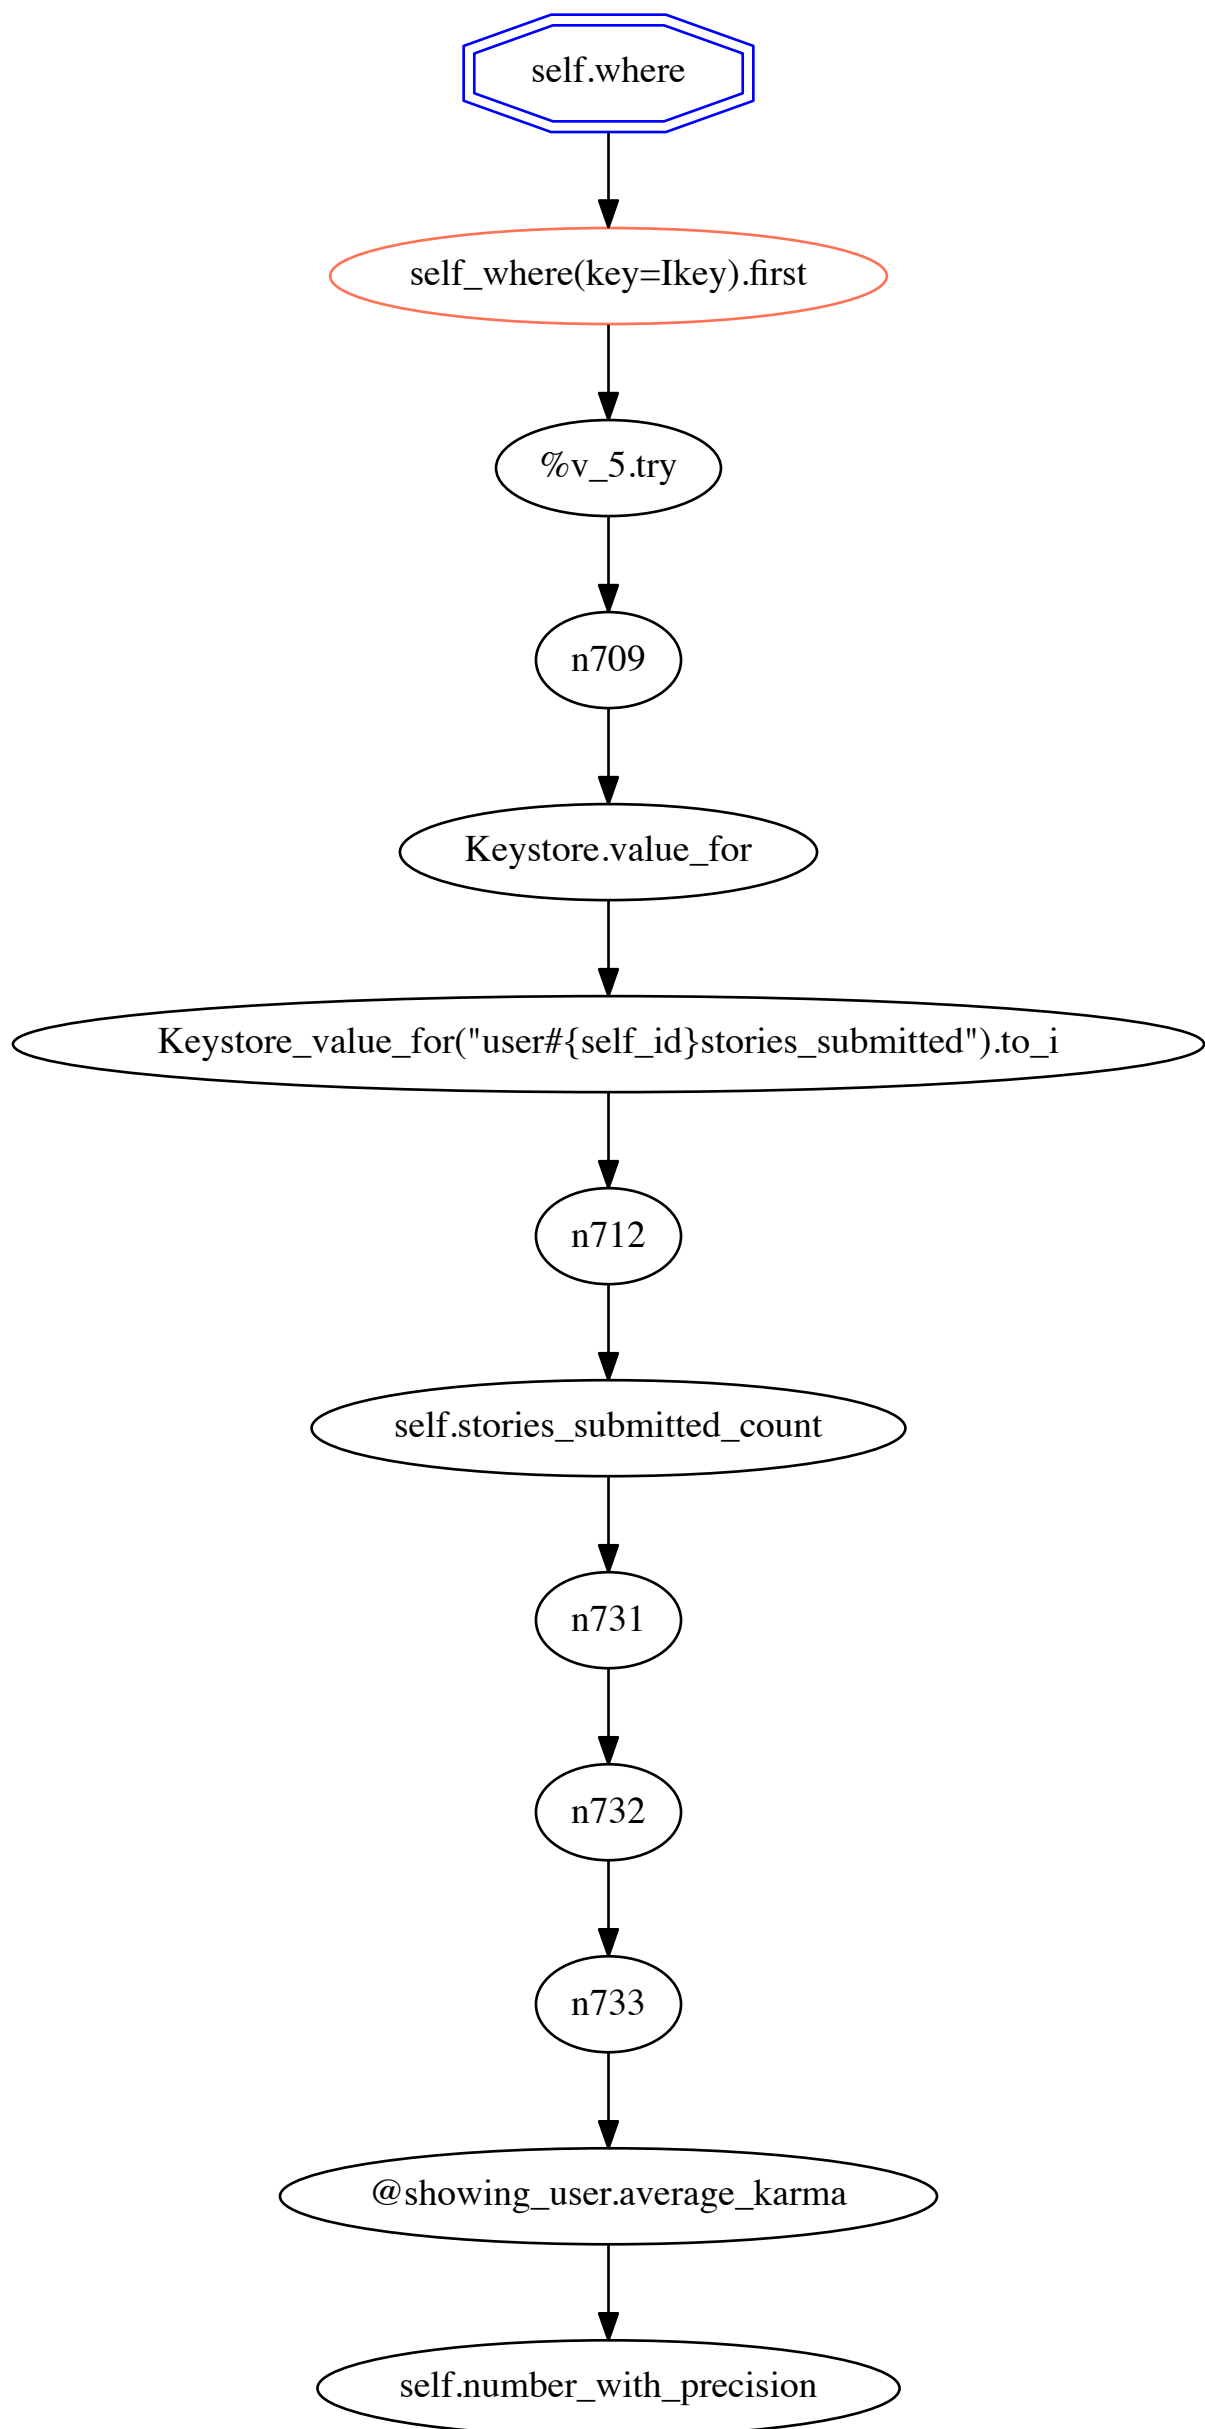 self.where
self_where(key=Ikey).first
%v_5.try
n709
Keystore.value_for
Keystore_value_for("user#{self_id}stories_submitted").to_i
n712
self.stories_submitted_count
n731
n732
n733
@showing_user.average_karma
self.number_with_precision